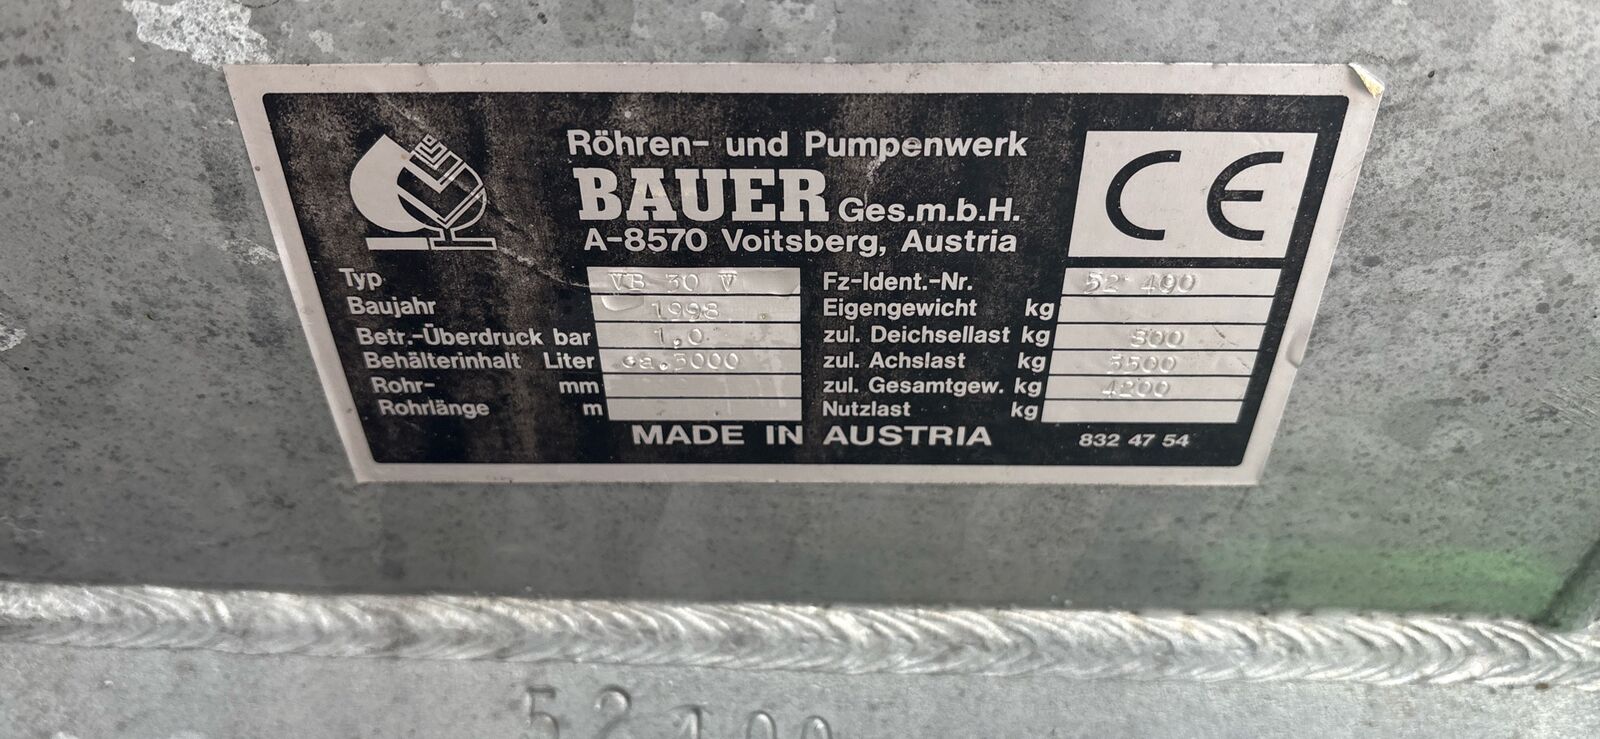 Röhren- und Pumpenwerk
BAUER Ges.m.b.H.
A-8570 Voitsberg, Austria
CE
Typ VB 30 V
Baujahr 1998
Betr.-Überdruck bar 1,0
Behälterinhalt Liter ca.3000
Rohr- mm
Rohrlänge m
Fz-Ident.-Nr. 52 490
Eigengewicht kg
zul. Deichsellast kg 800
zul. Achslast kg 3500
zul. Gesamtgew. kg 4200
Nutzlast kg
MADE IN AUSTRIA
832 47 54